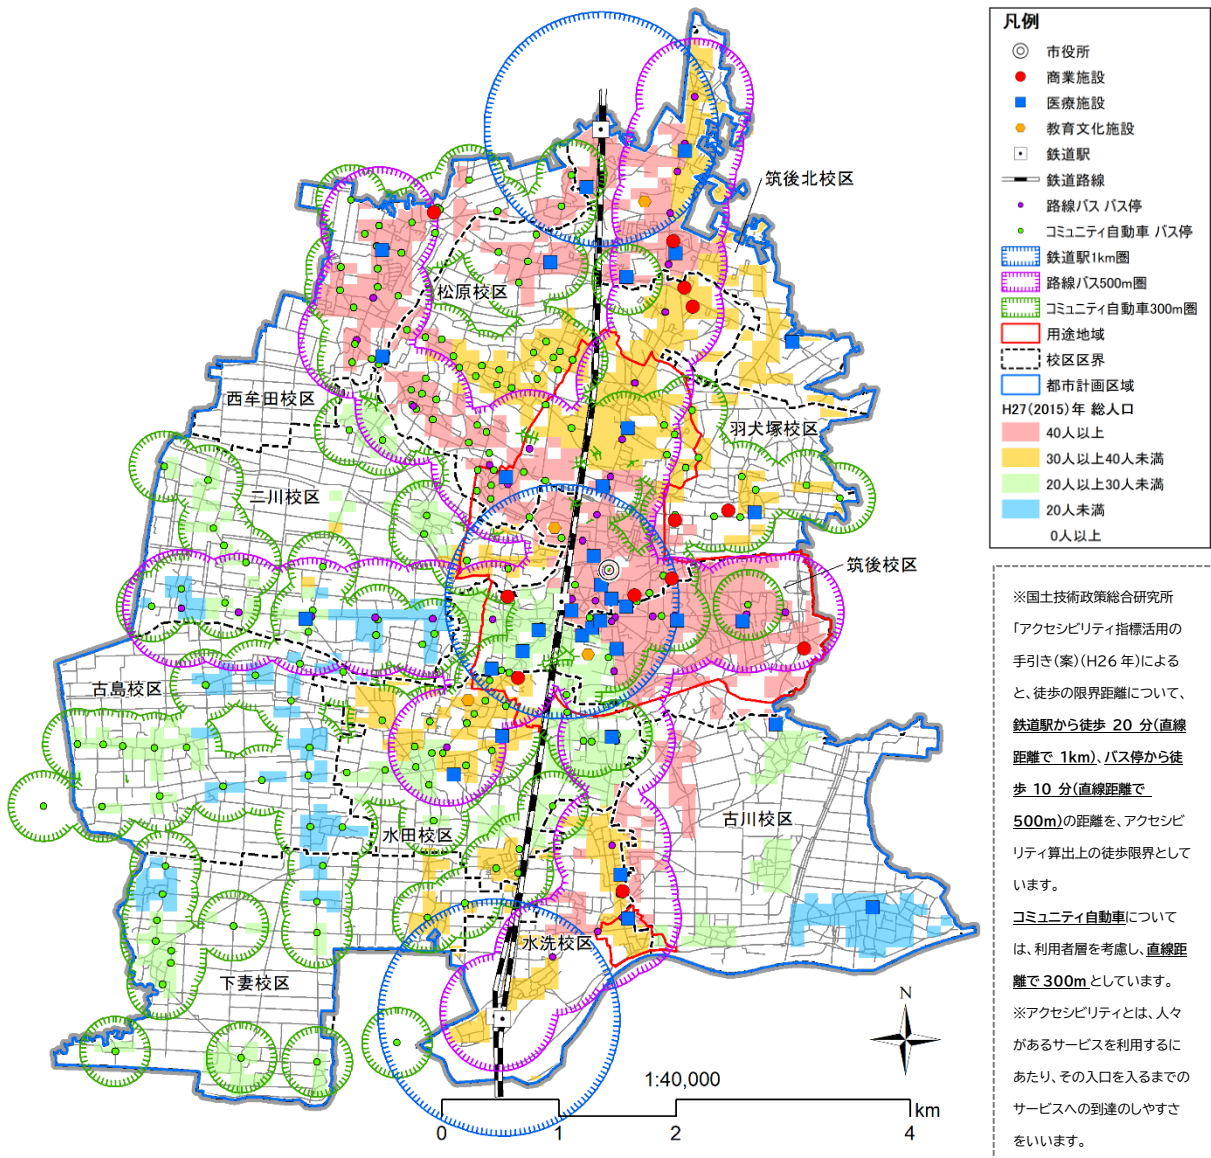 凡例
市役所
商業施設
医療施設
教育文化施設
鉄道駅
鉄道路線
路線バス バス停
コミュニティ自動車 バス停
鉄道駅1km圏
路線バス500m圏
コミュニティ自動車300m圏
用途地域
校区区界
都市計画区域
H27(2015)年 総人口
40人以上
30人以上40人未満
20人以上30人未満
20人未満
0人以上
筑後北校区
松原校区
西牟田校区
羽犬塚校区
二川校区
筑後校区
古島校区
水田校区
古川校区
水洗校区
下妻校区
N
1:40,000
km
0 1 2 4
※国土技術政策総合研究所
「アクセシビリティ指標活用の
手引き(案)(H26 年)による
と、徒歩の限界距離について、
鉄道駅から徒歩 20 分(直線
距離で 1km)、バス停から徒
歩 10 分(直線距離で
500m)の距離を、アクセシビ
リティ算出上の徒歩限界として
います。
コミュニティ自動車について
は、利用者層を考慮し、直線距
離で 300m としています。
※アクセシビリティとは、人々
があるサービスを利用するに
あたり、その入口を入るまでの
サービスへの到達のしやすさ
をいいます。